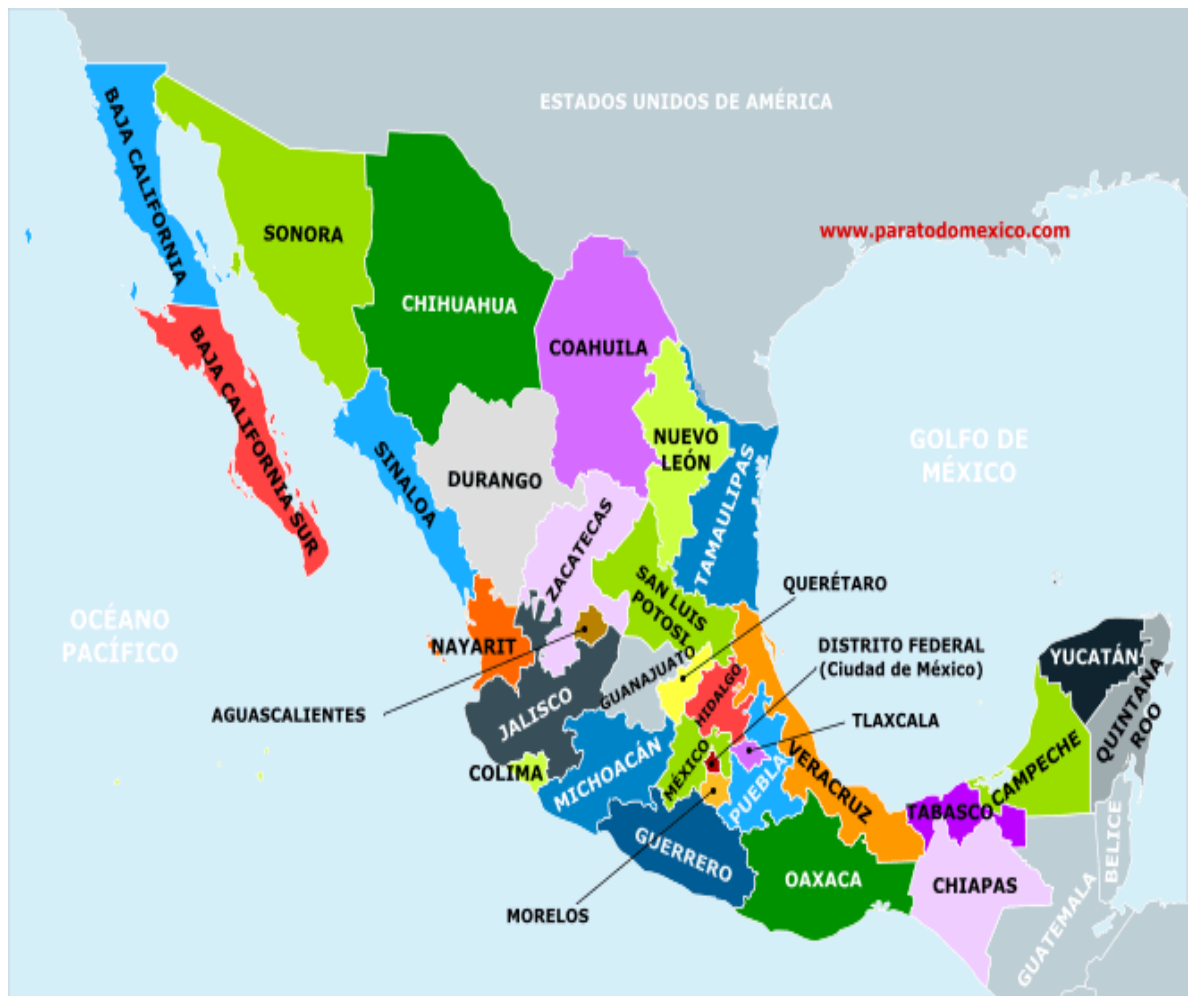 ESTADOS UNIDOS DE AMÉRICA
BAJA CALIFORNIA
SONORA
www.paratodomexico.com
CHIHUAHUA
COAHUILA
BAJA CALIFORNIA SUR
NUEVO
LEÓN
GOLFO DE
MÉXICO
SINALOA
DURANGO
TAMAULIPAS
ZACATECAS
SAN LUIS
POTOSI
QUERÉTARO
OCÉANO
PACÍFICO
NAYARIT
DISTRITO FEDERAL
(Ciudad de México)
YUCATÁN
GUANAJUATO
HIDALGO
QUINTANA
ROO
AGUASCALIENTES
JALISCO
TLAXCALA
COLIMA
MICHOACÁN
MÉXICO
PUEBLA
VERACRUZ
CAMPECHE
TABASCO
GUERRERO
BELICE
OAXACA
CHIAPAS
MORELOS
GUATEMALA